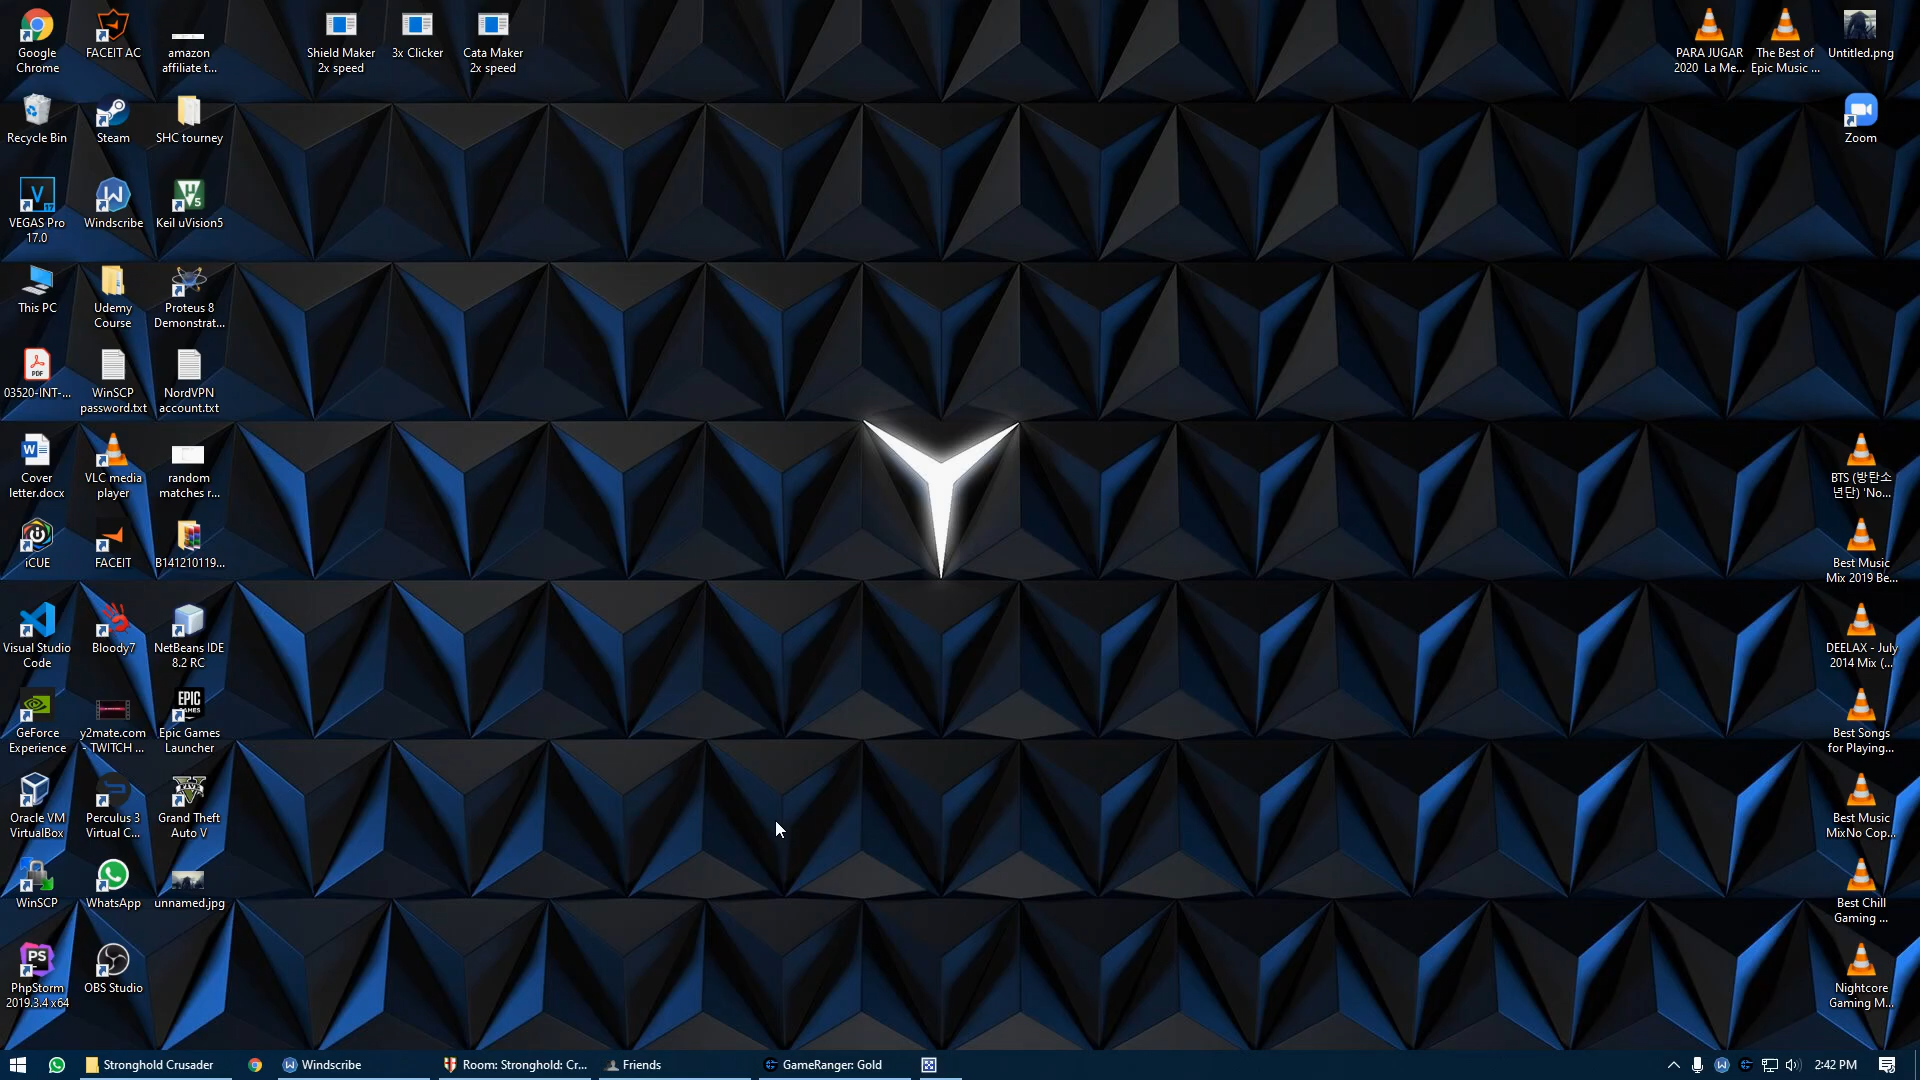 Google
Chrome
FACEIT AC
amazon
affiliate t...
Shield Maker
2x speed
3x Clicker
Cata Maker
2x speed
PARA JUGAR
2020 La Me...
The Best of
Epic Music ...
Untitled.png
Recycle Bin
Steam
SHC tourney
Zoom
VEGAS Pro
17.0
Windscribe
Keil uVision5
This PC
Udemy
Course
Proteus 8
Demonstrat...
03520-INT-...
WinSCP
password.txt
NordVPN
account.txt
Cover
letter.docx
VLC media
player
random
matches r...
BTS (방탄소
년단) 'No...
iCUE
FACEIT
B141210119...
Best Music
Mix 2019 Be...
Visual Studio
Code
Bloody7
NetBeans IDE
8.2 RC
DEELAX - July
2014 Mix (...
EPIC
GAMES
GeForce
Experience
y2mate.com
- TWITCH ...
Epic Games
Launcher
Best Songs
for Playing...
Oracle VM
VirtualBox
Perculus 3
Virtual C...
Grand Theft
Auto V
Best Music
MixNo Cop...
WinSCP
WhatsApp
unnamed.jpg
Best Chill
Gaming ...
PhpStorm
2019.3.4 x64
OBS Studio
Nightcore
Gaming M...
Stronghold Crusader
Windscribe
Room: Stronghold: Cr...
Friends
GameRanger: Gold
2:42 PM